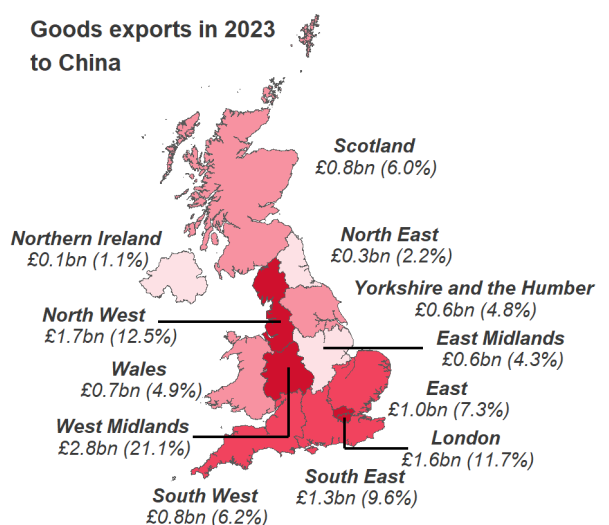 Goods exports in 2023
to China
Scotland
£0.8bn (6.0%)
Northern Ireland
£0.1bn (1.1%)
North East
£0.3bn (2.2%)
Yorkshire and the Humber
£0.6bn (4.8%)
North West
£1.7bn (12.5%)
East Midlands
£0.6bn (4.3%)
Wales
£0.7bn (4.9%)
East
£1.0bn (7.3%)
West Midlands
£2.8bn (21.1%)
London
£1.6bn (11.7%)
South East
£1.3bn (9.6%)
South West
£0.8bn (6.2%)